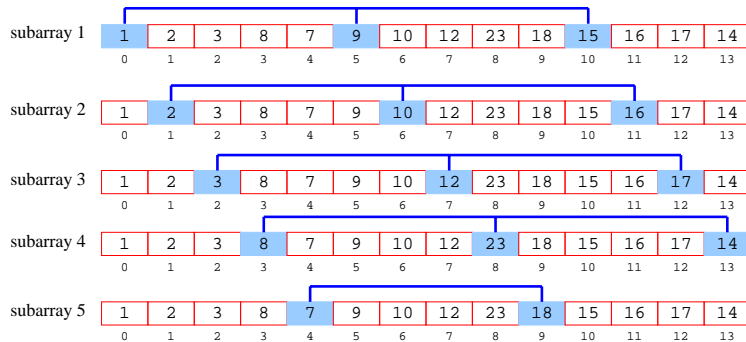 subarray 1 1 2 3 8 7 9 10 12 23 18 15 16 17 14
0 1 2 3 4 5 6 7 8 9 10 11 12 13
subarray 2 1 2 3 8 7 9 10 12 23 18 15 16 17 14
0 1 2 3 4 5 6 7 8 9 10 11 12 13
subarray 3 1 2 3 8 7 9 10 12 23 18 15 16 17 14
0 1 2 3 4 5 6 7 8 9 10 11 12 13
subarray 4 1 2 3 8 7 9 10 12 23 18 15 16 17 14
0 1 2 3 4 5 6 7 8 9 10 11 12 13
subarray 5 1 2 3 8 7 9 10 12 23 18 15 16 17 14
0 1 2 3 4 5 6 7 8 9 10 11 12 13